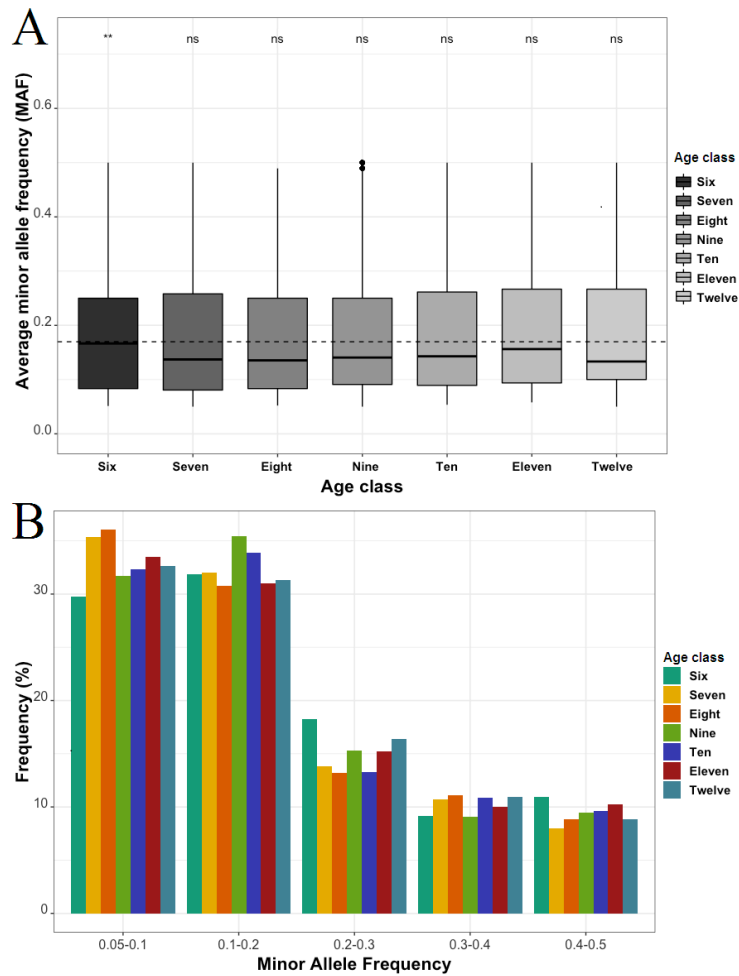 A
** ns ns ns ns ns ns
Average minor allele frequency (MAF)
0.6
0.4
0.2
0.0
Six Seven Eight Nine Ten Eleven Twelve
Age class
Age class
Six
Seven
Eight
Nine
Ten
Eleven
Twelve
B
Frequency (%)
30
20
10
0
0.05-0.1 0.1-0.2 0.2-0.3 0.3-0.4 0.4-0.5
Minor Allele Frequency
Age class
Six
Seven
Eight
Nine
Ten
Eleven
Twelve